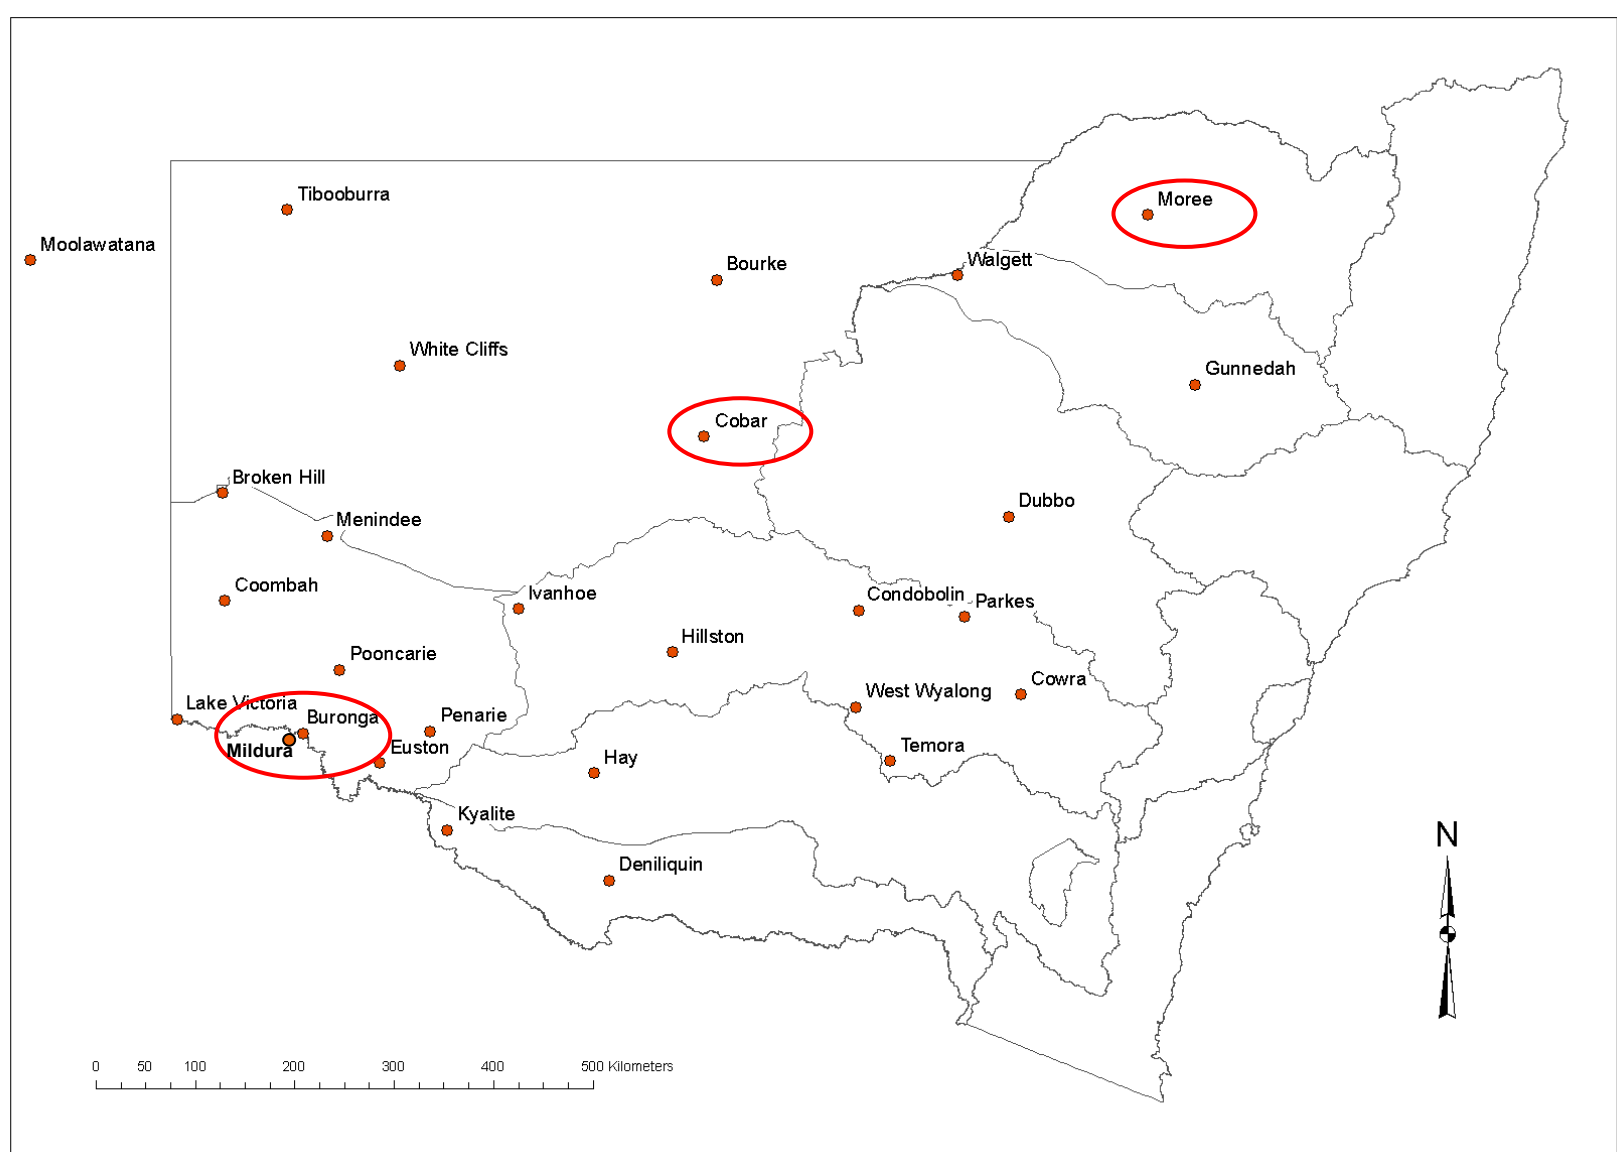 Tibooburra
Moree
Moolawatana
Bourke
Walgett
White Cliffs
Gunnedah
Cobar
Broken Hill
Menindee
Dubbo
Coombah
Ivanhoe
Condobolin
Parkes
Hillston
Pooncarie
Cowra
West Wyalong
Lake Victoria
Buronga
Penarie
Mildura
Euston
Temora
Hay
Kyalite
N
Deniliquin
0 50 100 200 300 400 500 Kilometers